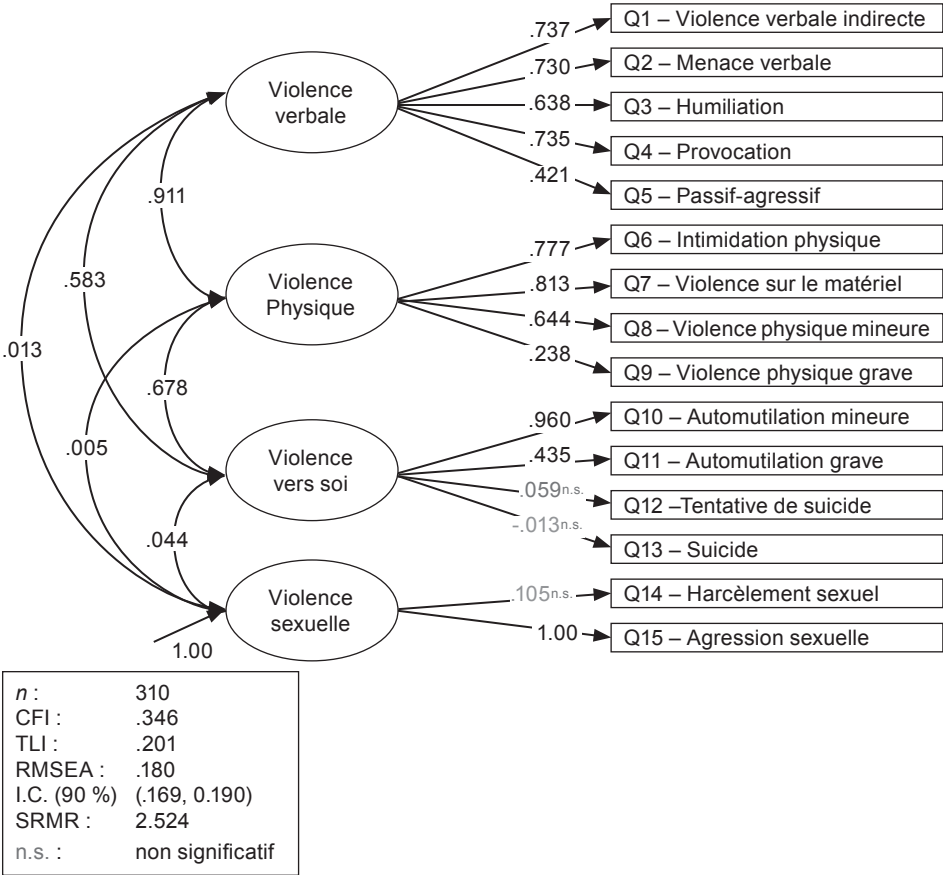 .737
Q1 – Violence verbale indirecte
.730
Q2 – Menace verbale
Violence
verbale
.638
Q3 – Humiliation
.735
Q4 – Provocation
.421
Q5 – Passif-agressif
.911
.777
Q6 – Intimidation physique
Violence
Physique
.583
.813
Q7 – Violence sur le matériel
.644
Q8 – Violence physique mineure
.013
.238
Q9 – Violence physique grave
.678
.960
Q10 – Automutilation mineure
.005
Violence
vers soi
.435
Q11 – Automutilation grave
.059n.s.
Q12 –Tentative de suicide
-.013n.s.
Q13 – Suicide
.044
Violence
sexuelle
.105n.s.
Q14 – Harcèlement sexuel
1.00
Q15 – Agression sexuelle
1.00
n : 310
CFI : .346
TLI : .201
RMSEA : .180
I.C. (90 %) (.169, 0.190)
SRMR : 2.524
n.s. : non significatif